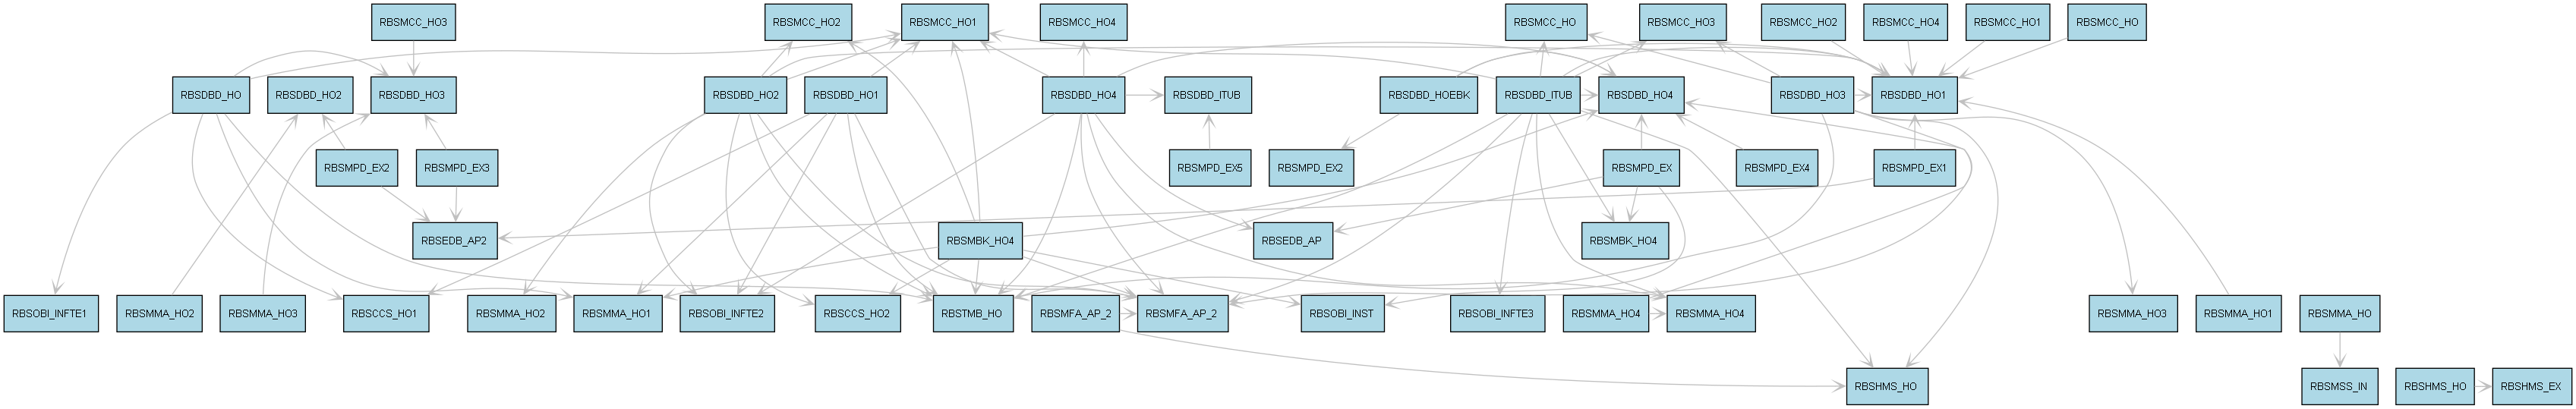 RBSMCC_HO3
RBSMCC_HO2
RBSMCC_HO1
RBSMCC_HO4
RBSMCC_HO
RBSMCC_HO3
RBSMCC_HO2
RBSMCC_HO4
RBSMCC_HO1
RBSMCC_HO
RBSDBD_HO
RBSDBD_HO2
RBSDBD_HO3
RBSDBD_HO2
RBSDBD_HO1
RBSDBD_HO4
RBSDBD_ITUB
RBSDBD_HOEBK
RBSDBD_ITUB
RBSDBD_HO4
RBSDBD_HO3
RBSDBD_HO1
RBSMPD_EX2
RBSMPD_EX3
RBSMPD_EX5
RBSMPD_EX2
RBSMPD_EX
RBSMPD_EX4
RBSMPD_EX1
RBSEDB_AP2
RBSMBK_HO4
RBSEDB_AP
RBSMBK_HO4
RBSOBI_INFTE1
RBSMMA_HO2
RBSMMA_HO3
RBSCCS_HO1
RBSMMA_HO2
RBSMMA_HO1
RBSOBI_INFTE2
RBSCCS_HO2
RBSTMB_HO
RBSMFA_AP_2
RBSMFA_AP_2
RBSOBI_INST
RBSOBI_INFTE3
RBSMMA_HO4
RBSMMA_HO4
RBSMMA_HO3
RBSMMA_HO1
RBSMMA_HO
RBSHMS_HO
RBSMSS_IN
RBSHMS_HO
RBSHMS_EX